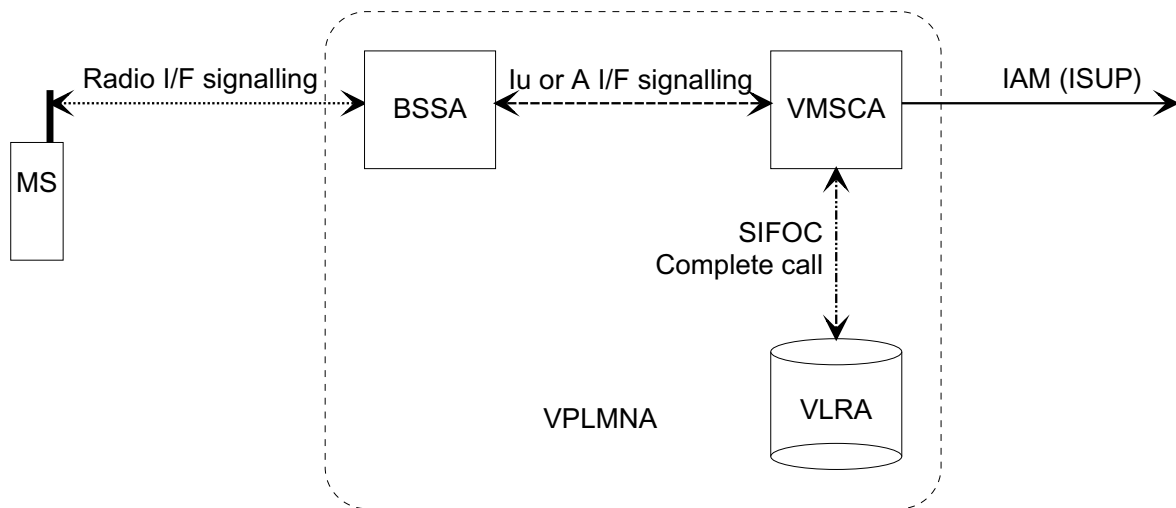 Radio I/F signalling
Iu or A I/F signalling
IAM (ISUP)
BSSA
VMSCA
MS
SIFOC
Complete call
VPLMNA
VLRA